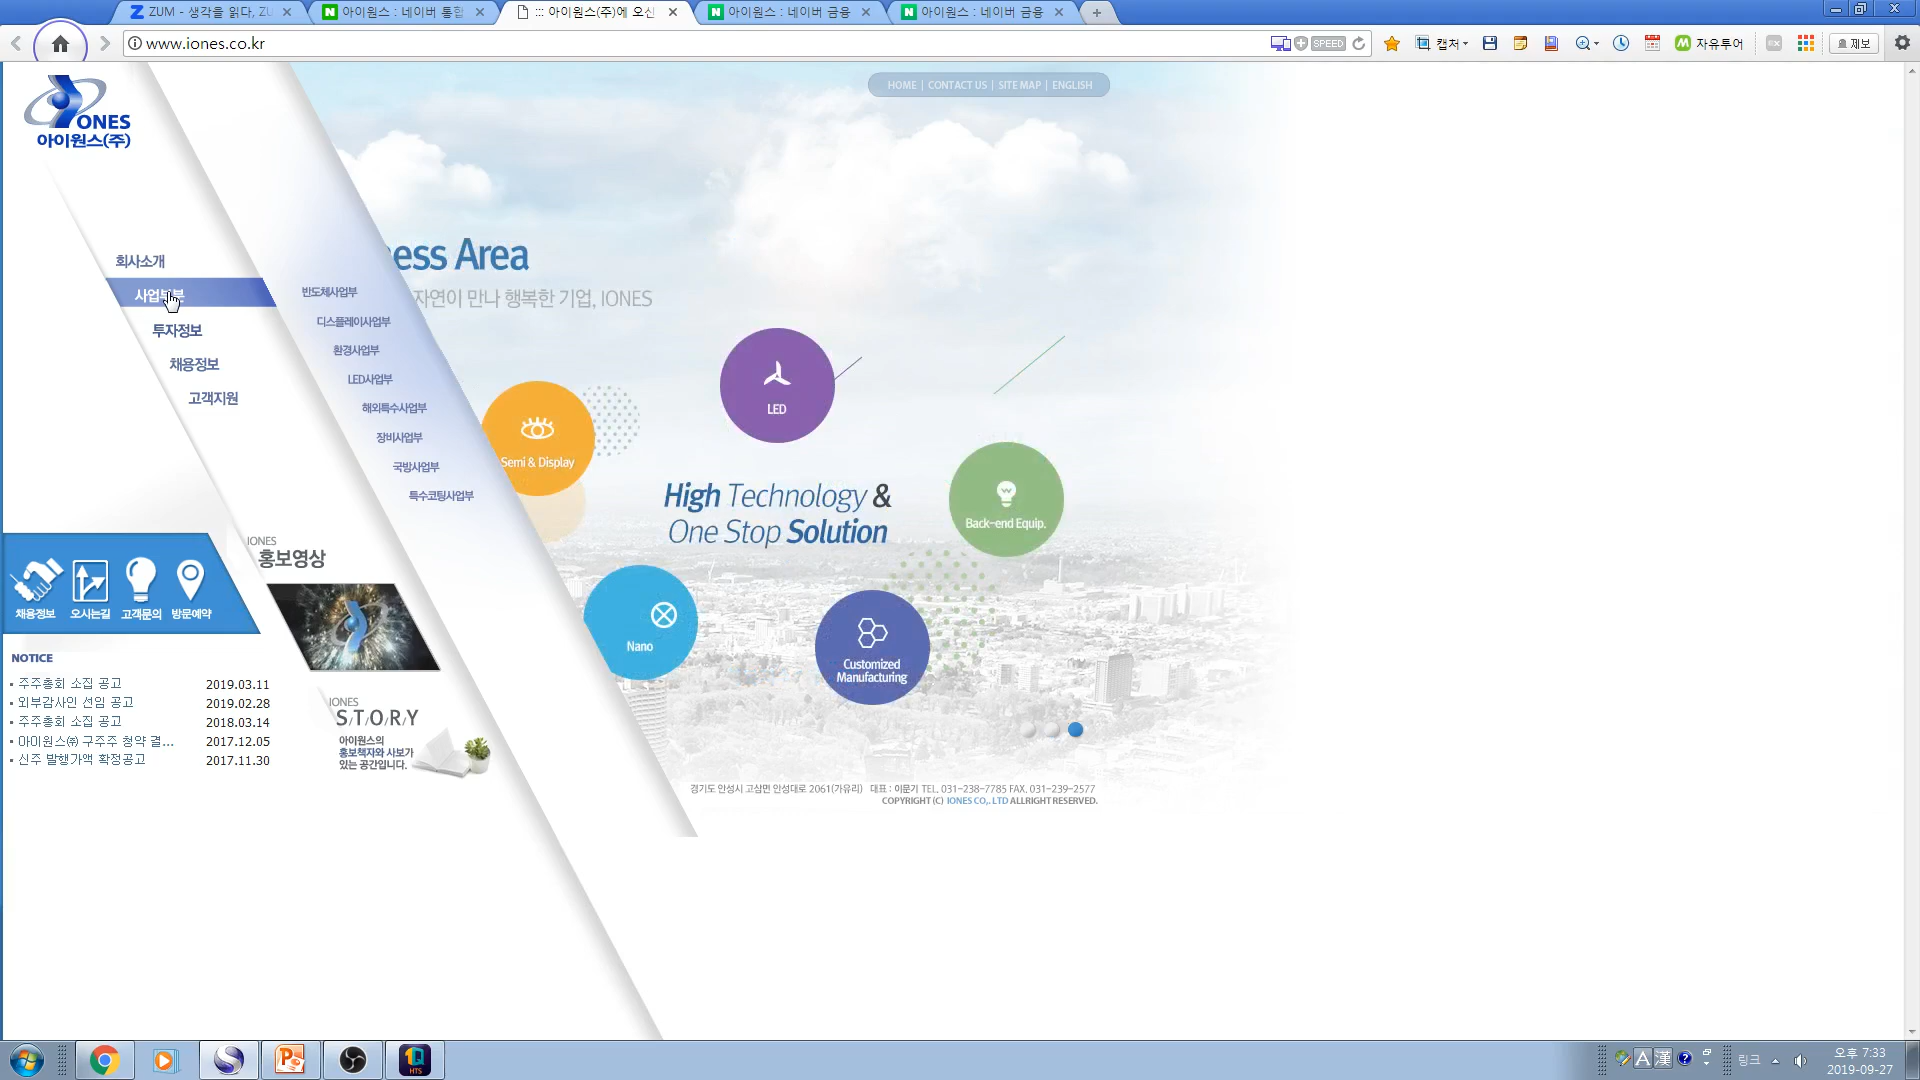 ZUM - 생각을 읽다, ZU
아이원스 : 네이버 통합
::: 아이원스(주)에 오신
아이원스 : 네이버 금융
아이원스 : 네이버 금융
www.iones.co.kr
SPEED
캡처
자유투어
제보
IONES
아이원스(주)
HOME | CONTACT US | SITE MAP | ENGLISH
회사소개
투자정보
채용정보
고객지원
반도체사업부
디스플레이사업부
환경사업부
LED사업부
해외특수사업부
장비사업부
국방사업부
특수코팅사업부
ess Area
자연이 만나 행복한 기업, IONES
LED
Semi & Display
High Technology &
One Stop Solution
Back-end Equip.
Nano
Customized
Manufacturing
채용정보 오시는길 고객문의 방문예약
IONES
홍보영상
NOTICE
주주총회 소집 공고 2019.03.11
외부감사인 선임 공고 2019.02.28
주주총회 소집 공고 2018.03.14
아이원스㈜ 구주주 청약 결... 2017.12.05
신주 발행가액 확정공고 2017.11.30
IONES
S/T/O/R/Y
아이원스의
홍보책자와 사보가
있는 공간입니다.
경기도 안성시 고삼면 안성대로 2061(가유리) 대표 : 이문기 TEL. 031-238-7785 FAX. 031-239-2577
COPYRIGHT (C) IONES CO,. LTD ALLRIGHT RESERVED.
HTS
A 漢
링크
오후 7:33
2019-09-27